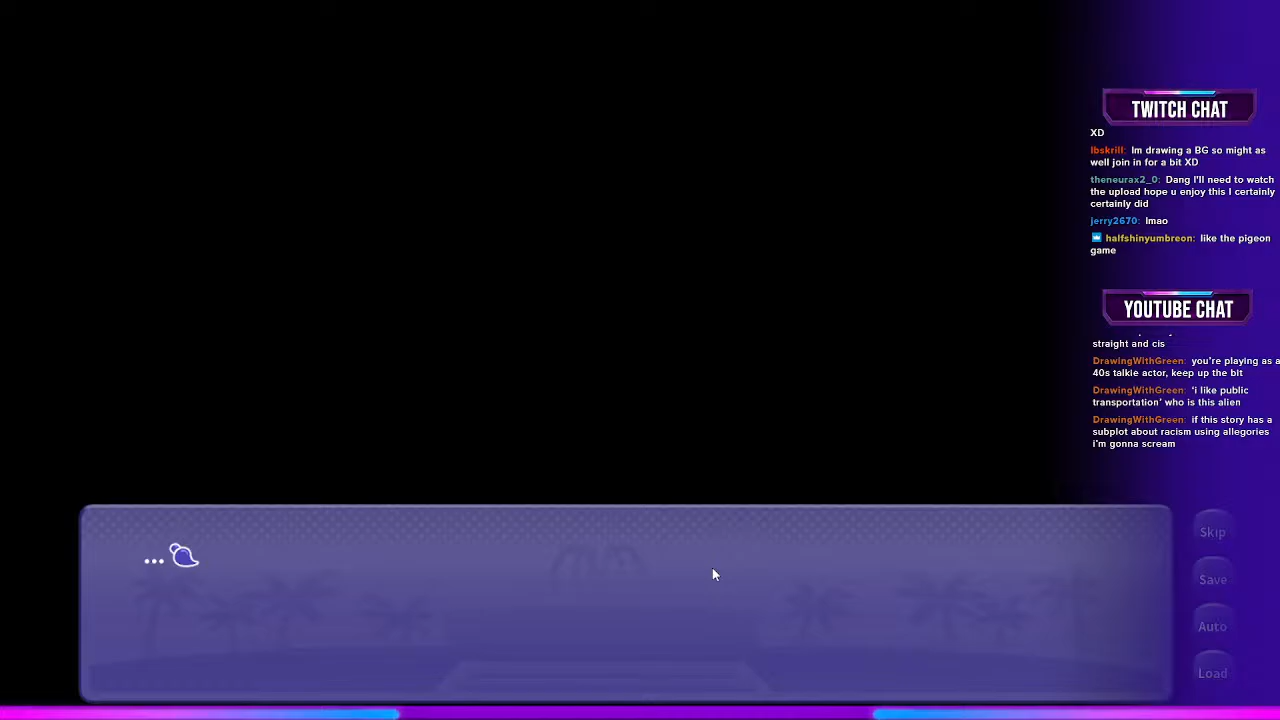 TWITCH CHAT
XD
lbskrill: Im drawing a BG so might as
well join in for a bit XD
theneurax2_0: Dang I'll need to watch
the upload hope u enjoy this I certainly
certainly did
jerry2670: lmao
halfshinyumbreon: like the pigeon
game
YOUTUBE CHAT
straight and cis
DrawingWithGreen: you're playing as a
40s talkie actor, keep up the bit
DrawingWithGreen: 'i like public
transportation' who is this alien
DrawingWithGreen: if this story has a
subplot about racism using allegories
i'm gonna scream
...
Skip
Save
Auto
Load